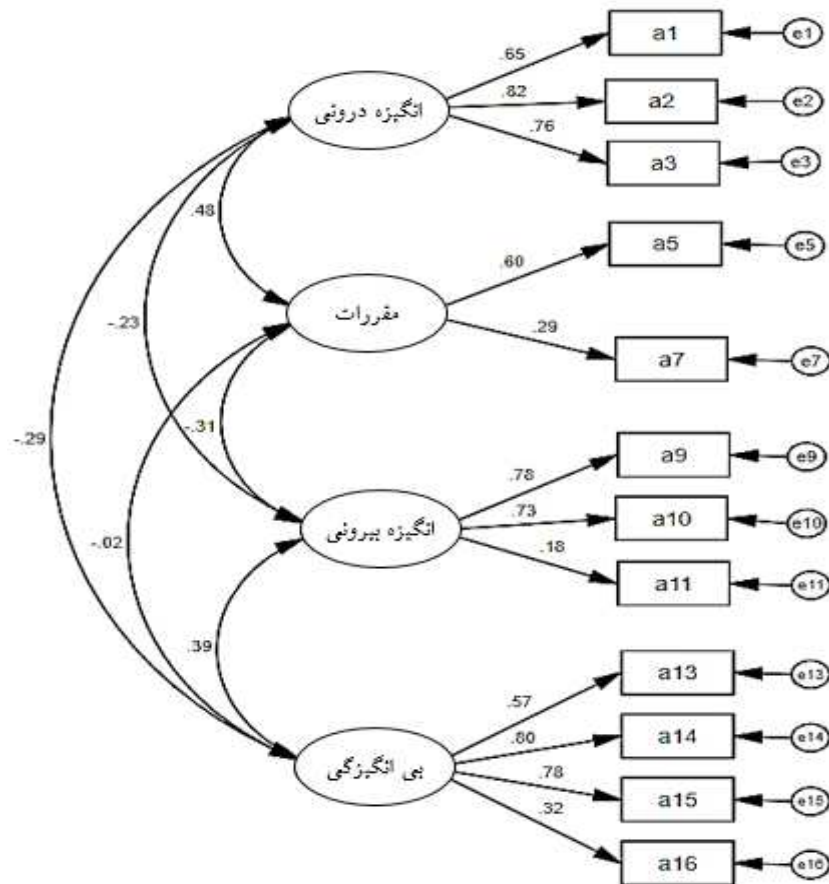 a1
e1
.65
انگیزه درونی
.82
a2
e2
.76
a3
e3
.48
a5
e5
.60
مقررات
-.23
.29
a7
e7
-.29
-.31
.78
a9
e9
انگیزه بیرونی
.73
a10
e10
.18
a11
e11
-.02
.39
.57
a13
e13
.80
a14
e14
بی انگیزگی
.78
a15
e15
.32
a16
e16